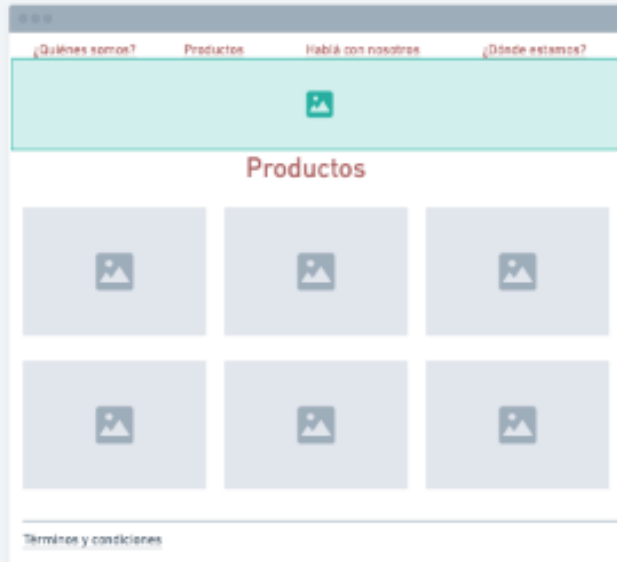 ¿Quiénes somos? Productos Hablá con nosotros ¿Dónde estamos?
Productos
Términos y condiciones